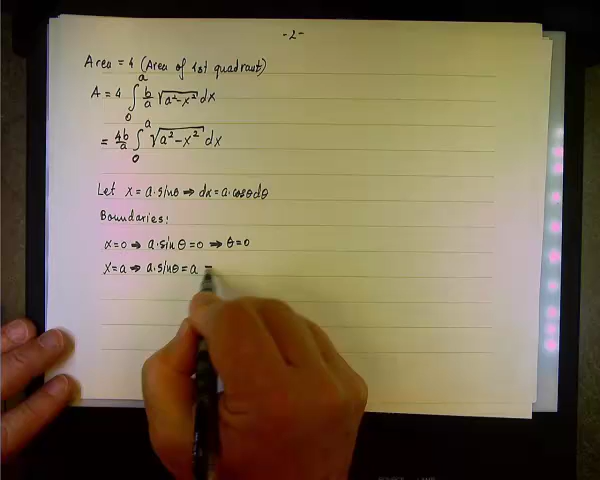 -2-
Area = 4 (Area of 1st quadrant)
A = 4 ∫₀ᵃ b/a √(a²-x²) dx
= 4b/a ∫₀ᵃ √(a²-x²) dx
Let x = a·sinθ ⇒ dx = a·cosθdθ
Boundaries:
x=0 ⇒ a·sinθ = 0 ⇒ θ=0
x=a ⇒ a·sinθ = a =